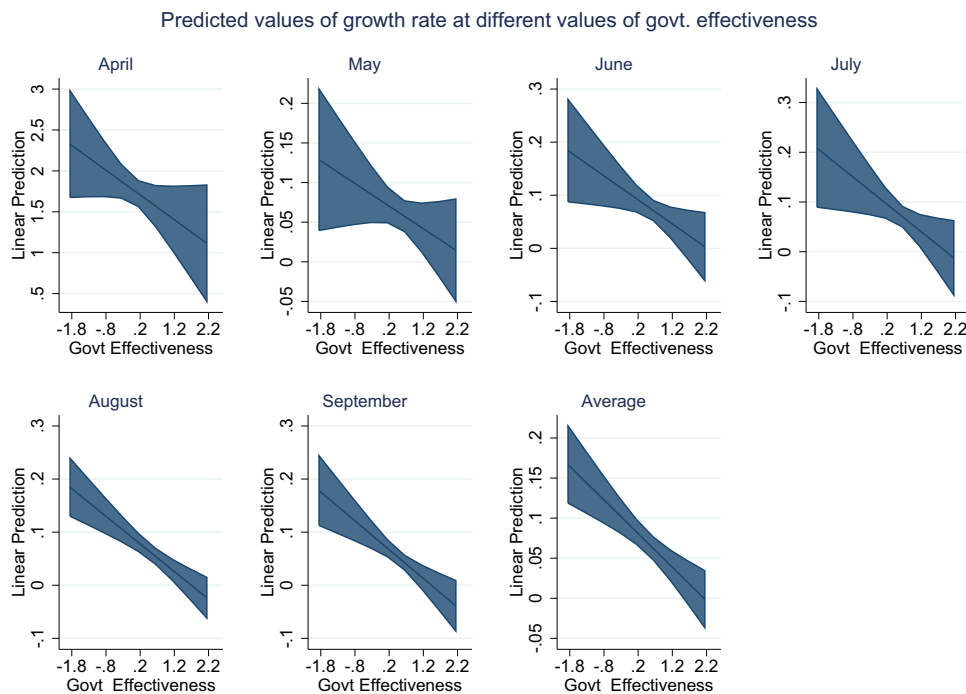 Predicted values of growth rate at different values of govt. effectiveness
April
Linear Prediction
3
2.5
2
1.5
1
.5
-1.8 -.8 .2 1.2 2.2
Govt Effectiveness
May
Linear Prediction
.2
.15
.1
.05
0
-.05
-1.8 -.8 .2 1.2 2.2
Govt Effectiveness
June
Linear Prediction
.3
.2
.1
0
-.1
-1.8 -.8 .2 1.2 2.2
Govt Effectiveness
July
Linear Prediction
.3
.2
.1
0
-.1
-1.8 -.8 .2 1.2 2.2
Govt Effectiveness
August
Linear Prediction
.3
.2
.1
0
-.1
-1.8 -.8 .2 1.2 2.2
Govt Effectiveness
September
Linear Prediction
.3
.2
.1
0
-.1
-1.8 -.8 .2 1.2 2.2
Govt Effectiveness
Average
Linear Prediction
.2
.15
.1
.05
0
-.05
-1.8 -.8 .2 1.2 2.2
Govt Effectiveness